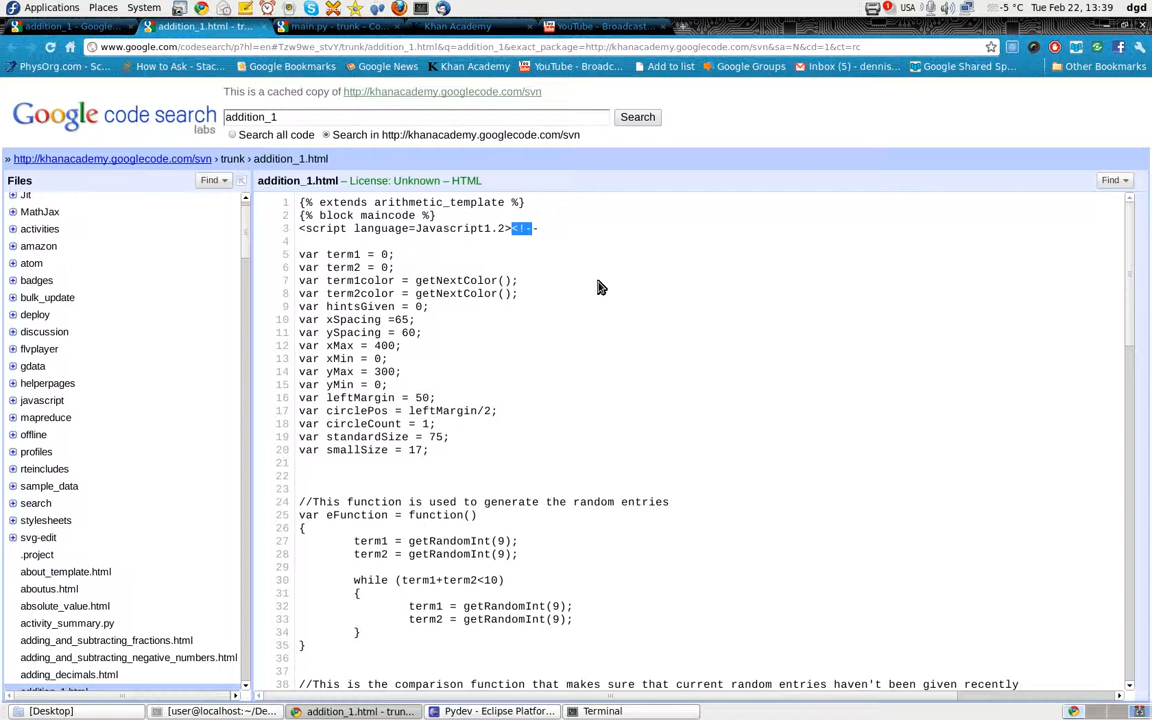 Applications Places System USA -5 °C Tue Feb 22, 13:39 dgd
addition_1 - Google... addition_1.html - tr... main.py - trunk - Co... Khan Academy YouTube - Broadcast...
www.google.com/codesearch/p?hl=en#Tzw9we_stvY/trunk/addition_1.html&q=addition_1&exact_package=http://khanacademy.googlecode.com/svn&sa=N&cd=1&ct=rc
PhysOrg.com - Sc... How to Ask - Stac... Google Bookmarks Google News Khan Academy YouTube - Broadc... Add to list Google Groups Inbox (5) - dennis... Google Shared Sp... Other Bookmarks
This is a cached copy of http://khanacademy.googlecode.com/svn
Google code search labs
addition_1 Search
Search all code Search in http://khanacademy.googlecode.com/svn
» http://khanacademy.googlecode.com/svn › trunk › addition_1.html
Files Find
Jit
MathJax
activities
amazon
atom
badges
bulk_update
deploy
discussion
flvplayer
gdata
helperpages
javascript
mapreduce
offline
profiles
rteincludes
sample_data
search
stylesheets
svg-edit
.project
about_template.html
aboutus.html
absolute_value.html
activity_summary.py
adding_and_subtracting_fractions.html
adding_and_subtracting_negative_numbers.html
adding_decimals.html
addition_1.html
addition_1.html – License: Unknown – HTML Find
1 {% extends arithmetic_template %}
2 {% block maincode %}
3 <script language=Javascript1.2><!--
4
5 var term1 = 0;
6 var term2 = 0;
7 var term1color = getNextColor();
8 var term2color = getNextColor();
9 var hintsGiven = 0;
10 var xSpacing =65;
11 var ySpacing = 60;
12 var xMax = 400;
13 var xMin = 0;
14 var yMax = 300;
15 var yMin = 0;
16 var leftMargin = 50;
17 var circlePos = leftMargin/2;
18 var circleCount = 1;
19 var standardSize = 75;
20 var smallSize = 17;
21
22
23
24 //This function is used to generate the random entries
25 var eFunction = function()
26 {
27 term1 = getRandomInt(9);
28 term2 = getRandomInt(9);
29
30 while (term1+term2<10)
31 {
32 term1 = getRandomInt(9);
33 term2 = getRandomInt(9);
34 }
35 }
36
37
38 //This is the comparison function that makes sure that current random entries haven't been given recently
[Desktop] [user@localhost:~/De... addition_1.html - trun... Pydev - Eclipse Platfor... Terminal